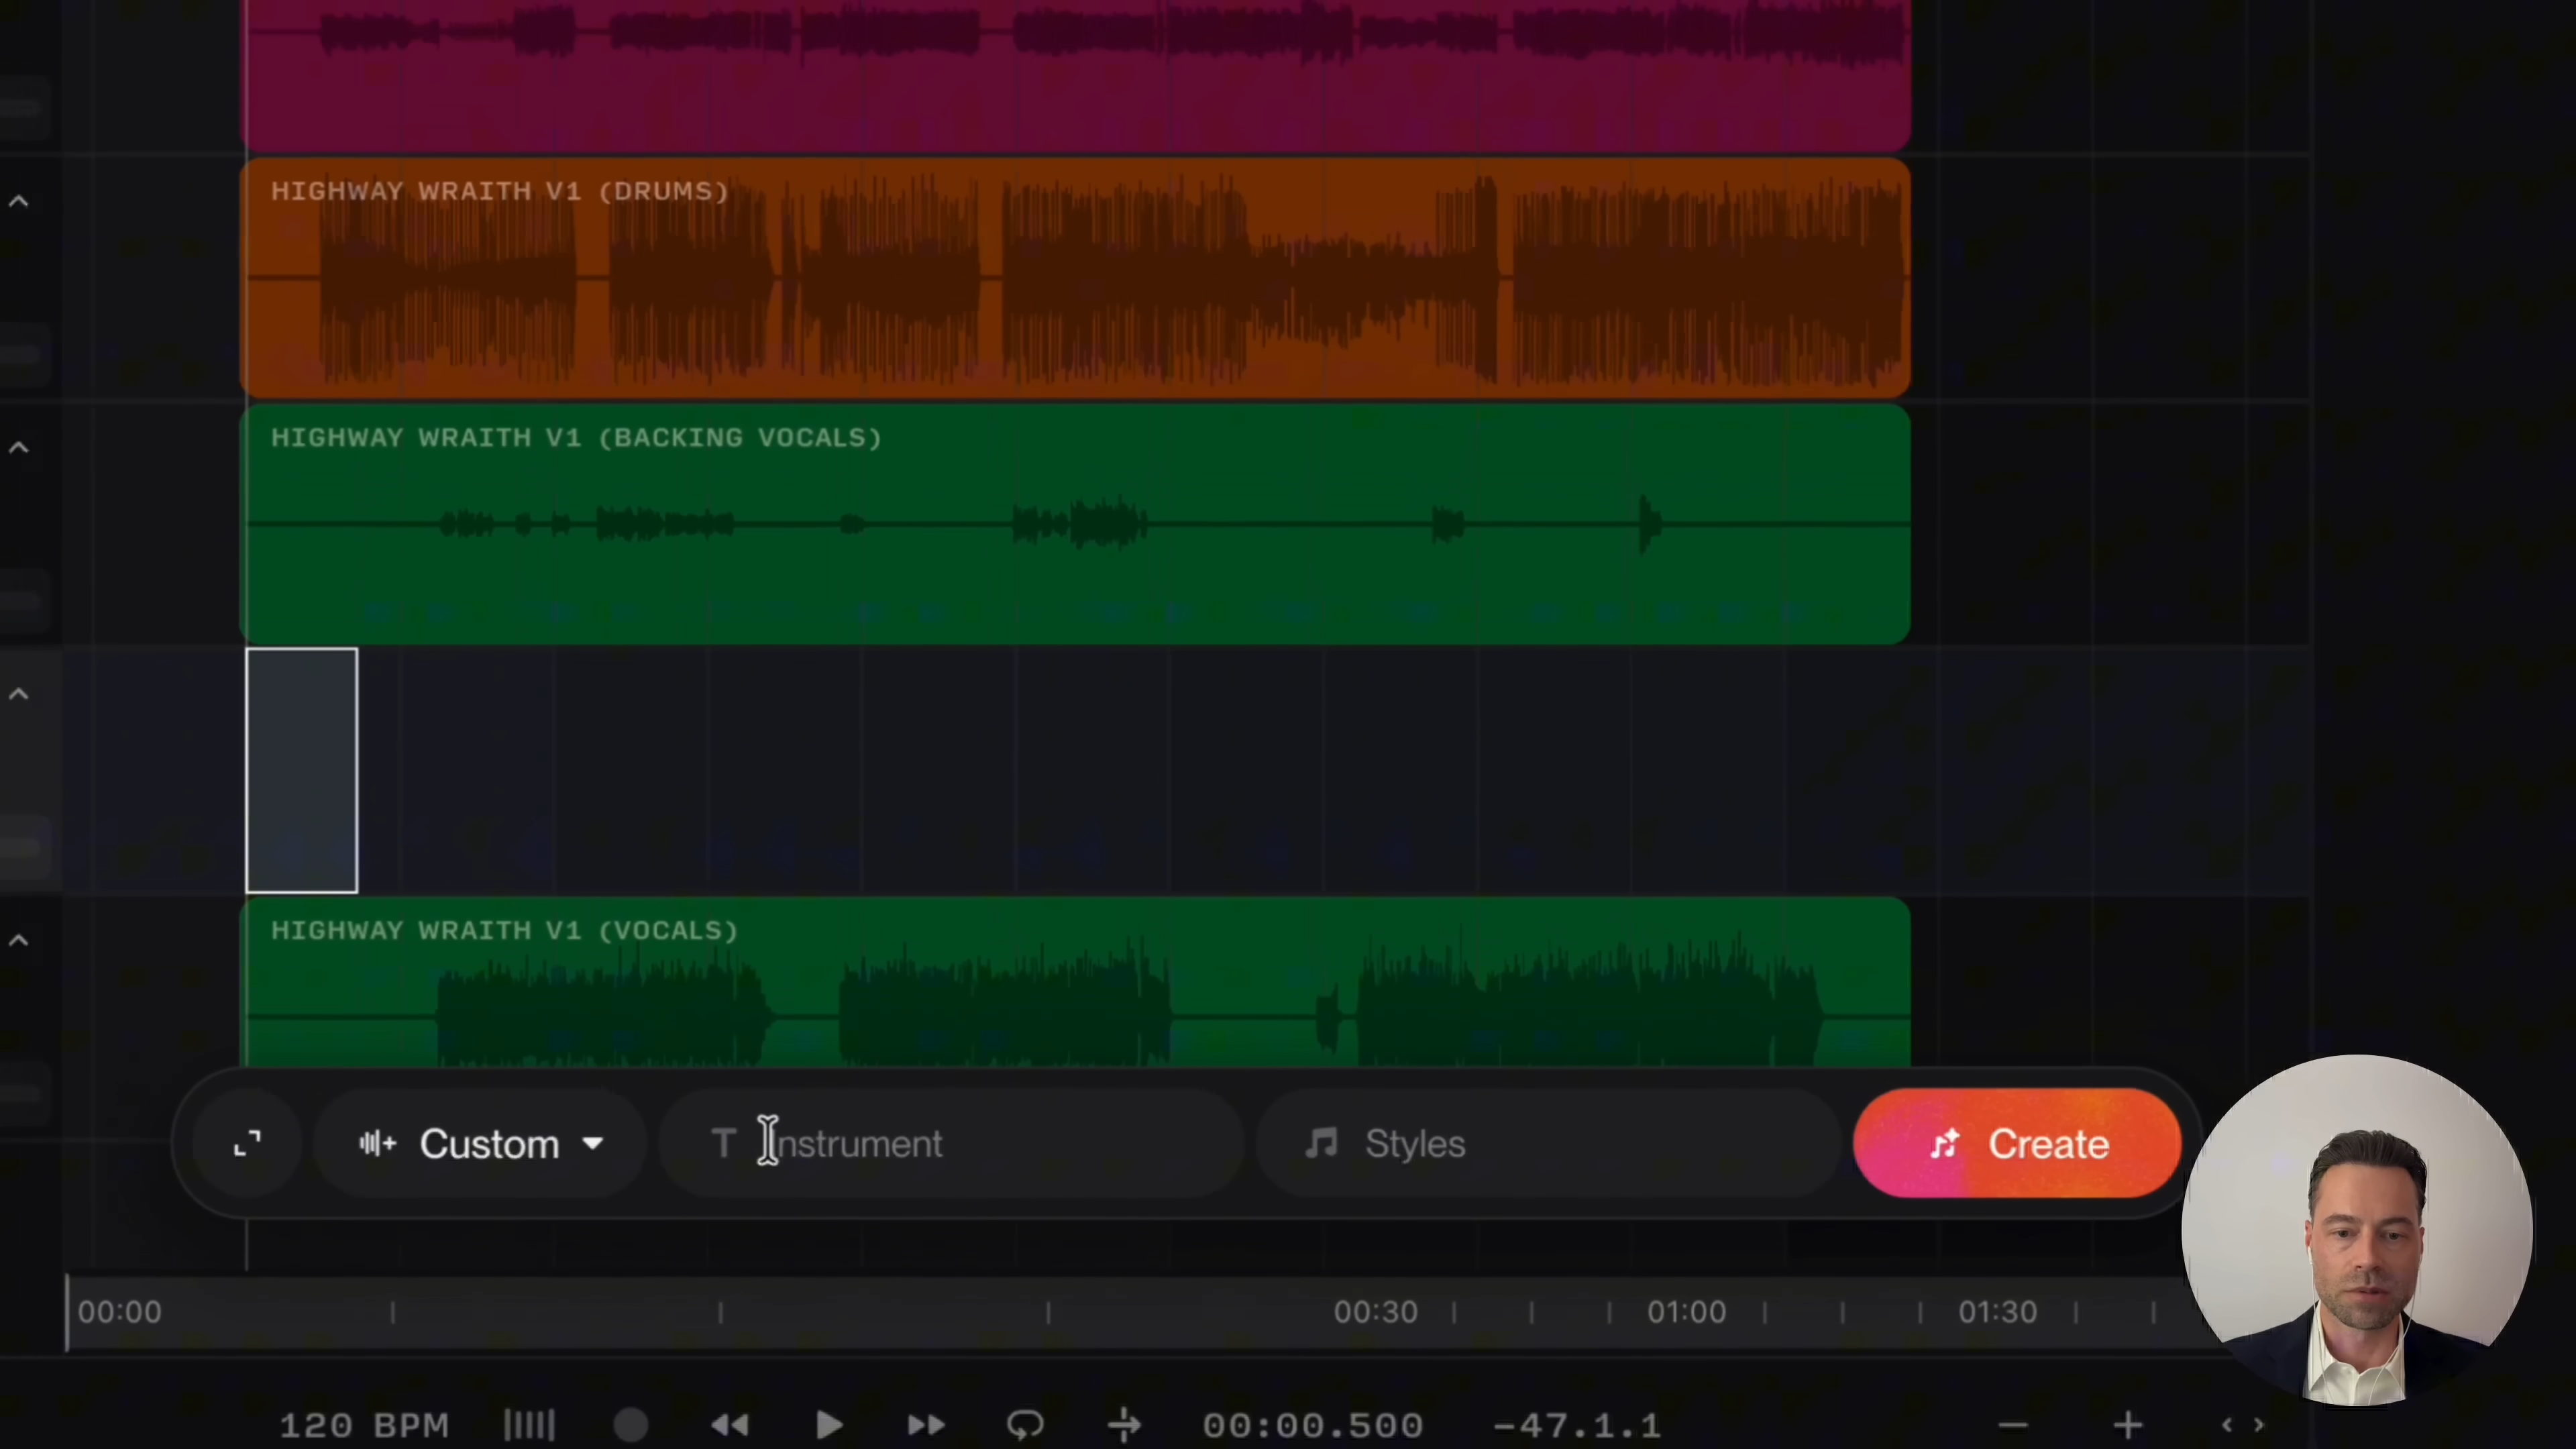 HIGHWAY WRAITH V1 (DRUMS)
HIGHWAY WRAITH V1 (BACKING VOCALS)
HIGHWAY WRAITH V1 (VOCALS)
Custom
T Instrument
Styles
Create
00:00 00:30 01:00 01:30
120 BPM 00:00.500 -47.1.1